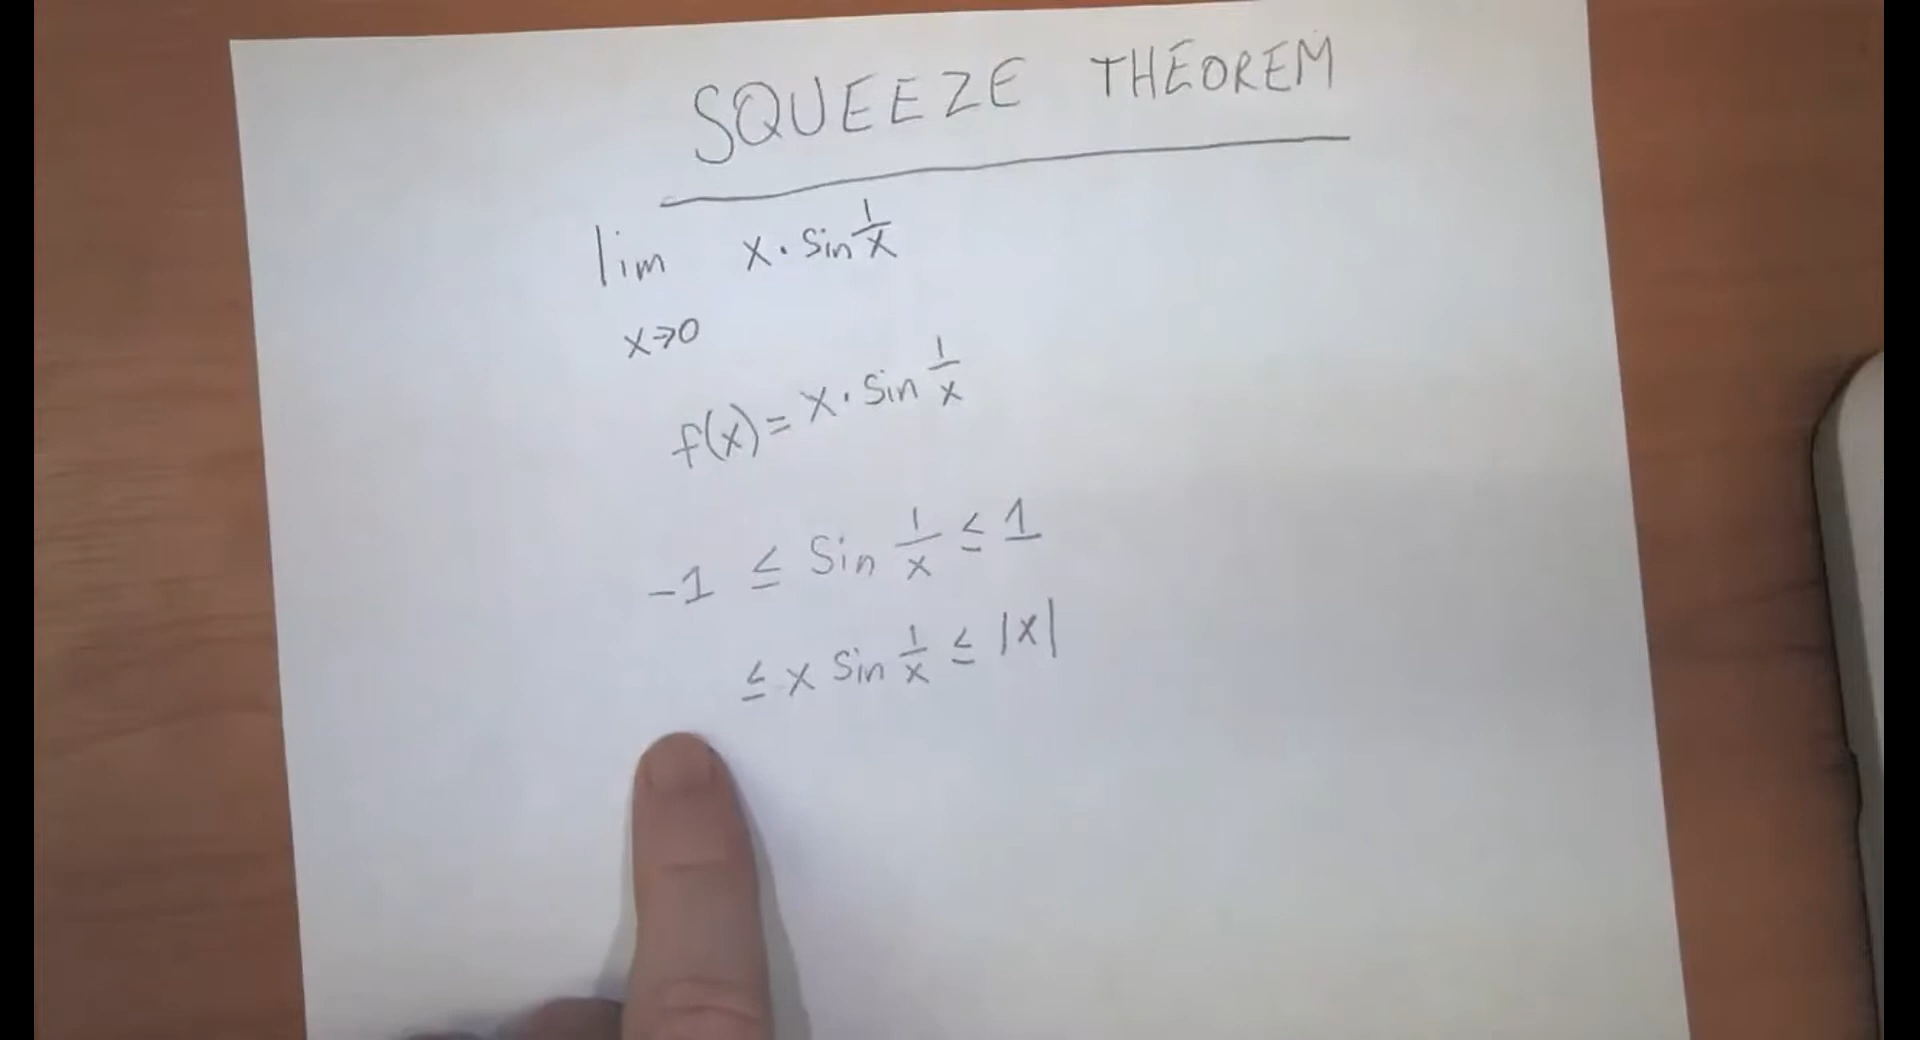 SQUEEZE THEOREM
lim x · sin 1/x
x→0
f(x) = x · sin 1/x
-1 ≤ Sin 1/x ≤ 1
≤ x Sin 1/x ≤ |x|